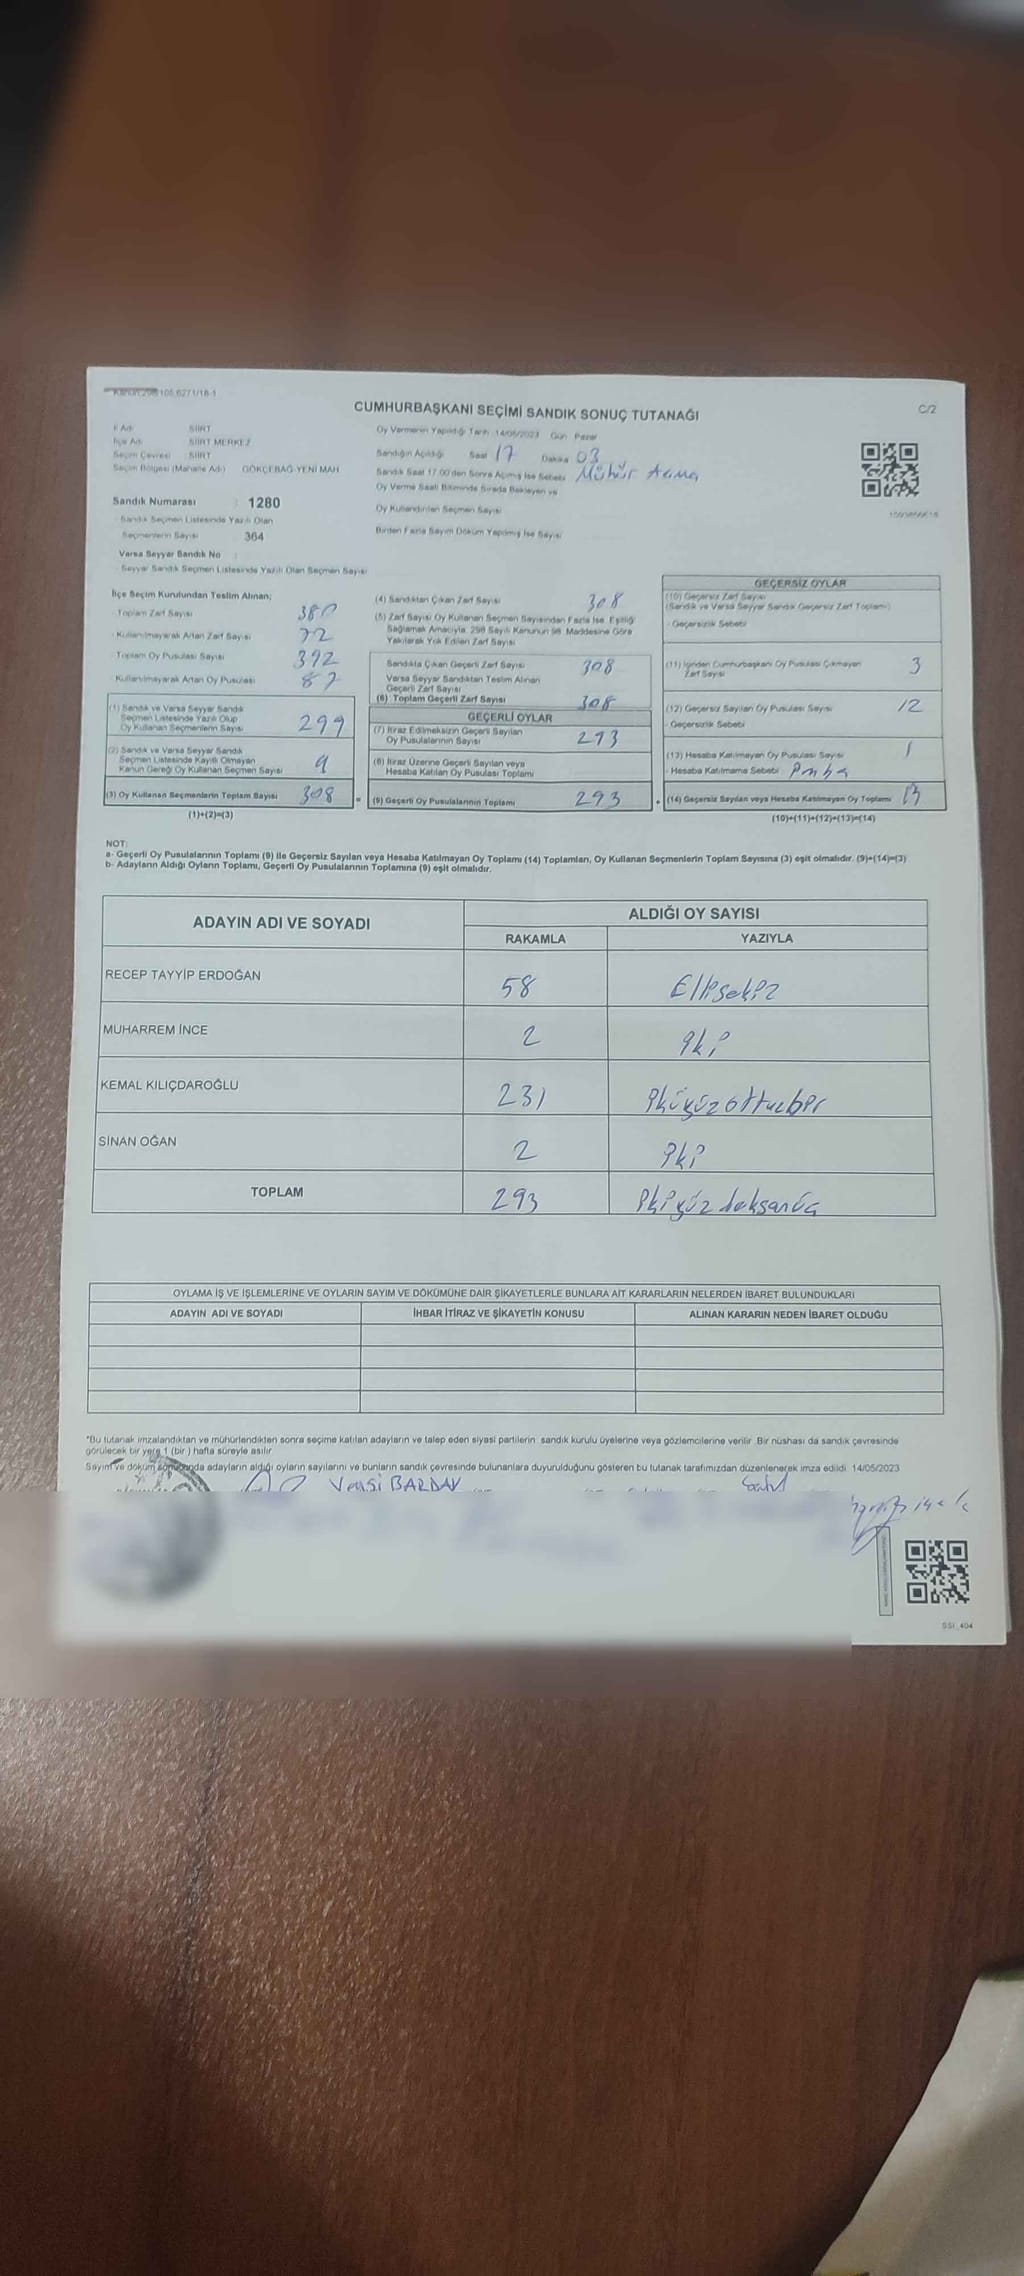 Kanun:298/105,6271/18-1
CUMHURBAŞKANI SEÇİMİ SANDIK SONUÇ TUTANAĞI
C/2
İl Adı SİİRT
İlçe Adı SİİRT MERKEZ
Seçim Çevresi SİİRT
Seçim Bölgesi (Mahalle Adı) GÖKÇEBAĞ-YENİ MAH
Sandık Numarası : 1280
Sandık Seçmen Listesinde Yazılı Olan
Seçmenlerin Sayısı 364
Varsa Seyyar Sandık No :
Seyyar Sandık Seçmen Listesinde Yazılı Olan Seçmen Sayısı
Oy Vermenin Yapıldığı Tarih 14/05/2023 Gün Pazar
Sandığın Açıldığı Saat 17 Dakika 03
Sandık Saat 17.00'den Sonra Açılmış İse Sebebi Mühür Açma
Oy Verme Saati Bitiminde Sırada Bekleyen ve
Oy Kullandırılan Seçmen Sayısı
Birden Fazla Sayım Döküm Yapılmış İse Sayısı
İlçe Seçim Kurulundan Teslim Alınan;
Toplam Zarf Sayısı 380
Kullanılmayarak Artan Zarf Sayısı 72
Toplam Oy Pusulası Sayısı 392
Kullanılmayarak Artan Oy Pusulası
(1) Sandık ve Varsa Seyyar Sandık
Seçmen Listesinde Yazılı Olup
Oy Kullanan Seçmenlerin Sayısı 299
(2) Sandık ve Varsa Seyyar Sandık
Seçmen Listesinde Kayıtlı Olmayan
Kanun Gereği Oy Kullanan Seçmen Sayısı 9
(3) Oy Kullanan Seçmenlerin Toplam Sayısı 308
(1)+(2)=(3)
(4) Sandıktan Çıkan Zarf Sayısı 308
(5) Zarf Sayısı Oy Kullanan Seçmen Sayısından Fazla İse, Eşitliği
Sağlamak Amacıyla, 298 Sayılı Kanunun 98. Maddesine Göre
Yakılarak Yok Edilen Zarf Sayısı
Sandıkta Çıkan Geçerli Zarf Sayısı 308
Varsa Seyyar Sandıktan Teslim Alınan
Geçerli Zarf Sayısı
(6) Toplam Geçerli Zarf Sayısı 308
GEÇERLİ OYLAR
(7) İtiraz Edilmeksizin Geçerli Sayılan
Oy Pusulalarının Sayısı 293
(8) İtiraz Üzerine Geçerli Sayılan veya
Hesaba Katılan Oy Pusulası Toplamı
= (9) Geçerli Oy Pusulalarının Toplamı 293 +
GEÇERSİZ OYLAR
(10) Geçersiz Zarf Sayısı
(Sandık ve Varsa Seyyar Sandık Geçersiz Zarf Toplamı)
- Geçersizlik Sebebi
(11) İçinden Cumhurbaşkanı Oy Pusulası Çıkmayan
Zarf Sayısı 3
(12) Geçersiz Sayılan Oy Pusulası Sayısı 12
- Geçersizlik Sebebi
(13) Hesaba Katılmayan Oy Pusulası Sayısı 1
- Hesaba Katılmama Sebebi
(14) Geçersiz Sayılan veya Hesaba Katılmayan Oy Toplamı 13
(10)+(11)+(12)+(13)=(14)
NOT:
a- Geçerli Oy Pusulalarının Toplamı (9) ile Geçersiz Sayılan veya Hesaba Katılmayan Oy Toplamı (14) Toplamları, Oy Kullanan Seçmenlerin Toplam Sayısına (3) eşit olmalıdır. (9)+(14)=(3)
b- Adayların Aldığı Oyların Toplamı, Geçerli Oy Pusulalarının Toplamına (9) eşit olmalıdır.
ADAYIN ADI VE SOYADI
ALDIĞI OY SAYISI
RAKAMLA YAZIYLA
RECEP TAYYİP ERDOĞAN 58 Ellisekiz
MUHARREM İNCE 2 iki
KEMAL KILIÇDAROĞLU 231 ikiyüzottuzbir
SİNAN OĞAN 2 iki
TOPLAM 293 ikiyüz doksanüç
OYLAMA İŞ VE İŞLEMLERİNE VE OYLARIN SAYIM VE DÖKÜMÜNE DAİR ŞİKAYETLERLE BUNLARA AİT KARARLARIN NELERDEN İBARET BULUNDUKLARI
ADAYIN ADI VE SOYADI İHBAR İTİRAZ VE ŞİKAYETİN KONUSU ALINAN KARARIN NEDEN İBARET OLDUĞU
*Bu tutanak imzalandıktan ve mühürlendikten sonra seçime katılan adayların ve talep eden siyasi partilerin sandık kurulu üyelerine veya gözlemcilerine verilir. Bir nüshası da sandık çevresinde
görülecek bir yere 1 (bir) hafta süreyle asılır.
Sayım ve döküm sonucunda adayların aldığı oyların sayılarını ve bunların sandık çevresinde bulunanlara duyurulduğunu gösteren bu tutanak tarafımızdan düzenlenerek imza edildi. 14/05/2023
SSI_404